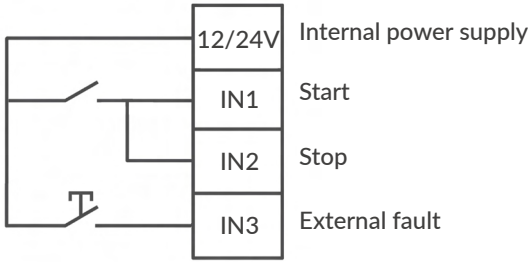 12/24V Internal power supply
IN1 Start
IN2 Stop
IN3 External fault